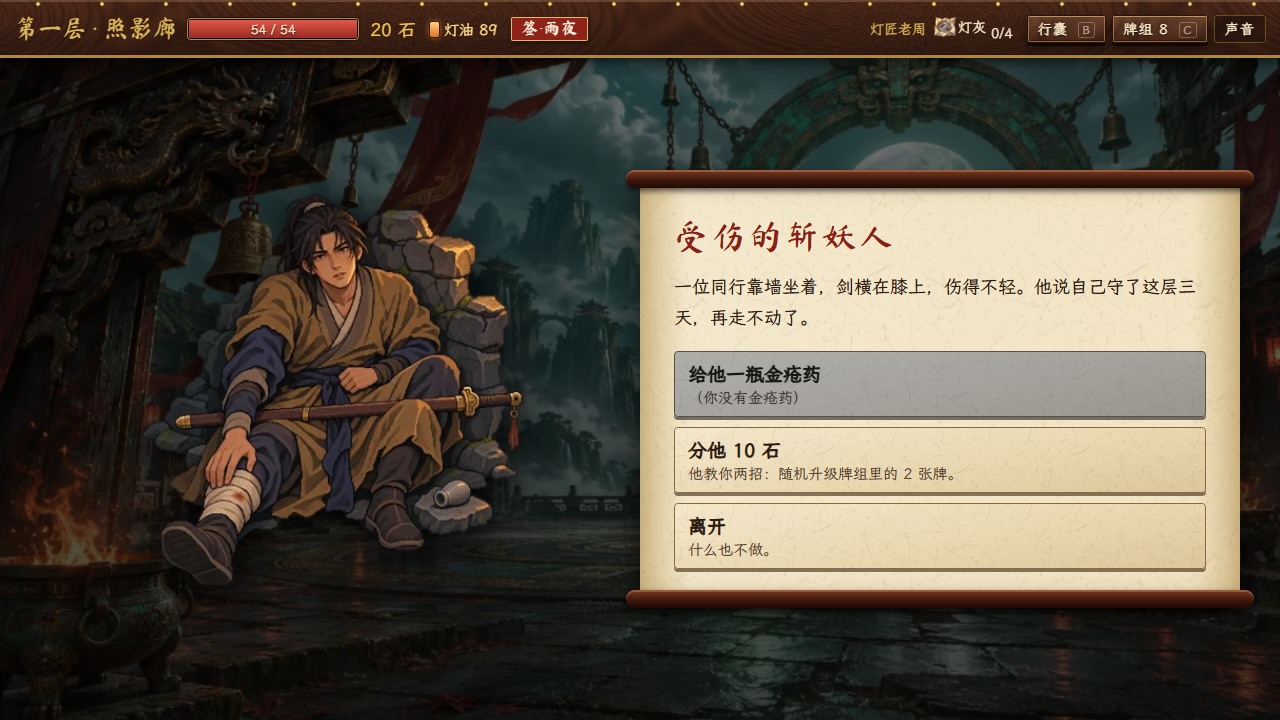 第一层·照影廊 54 / 54 20 石 灯油 89 签·雨夜 灯匠老周 灯灰 0/4 行囊 B 牌组 8 C 声音
受伤的斩妖人
一位同行靠墙坐着，剑横在膝上，伤得不轻。他说自己守了这层三
天，再走不动了。
给他一瓶金疮药
（你没有金疮药）
分他 10 石
他教你两招：随机升级牌组里的 2 张牌。
离开
什么也不做。